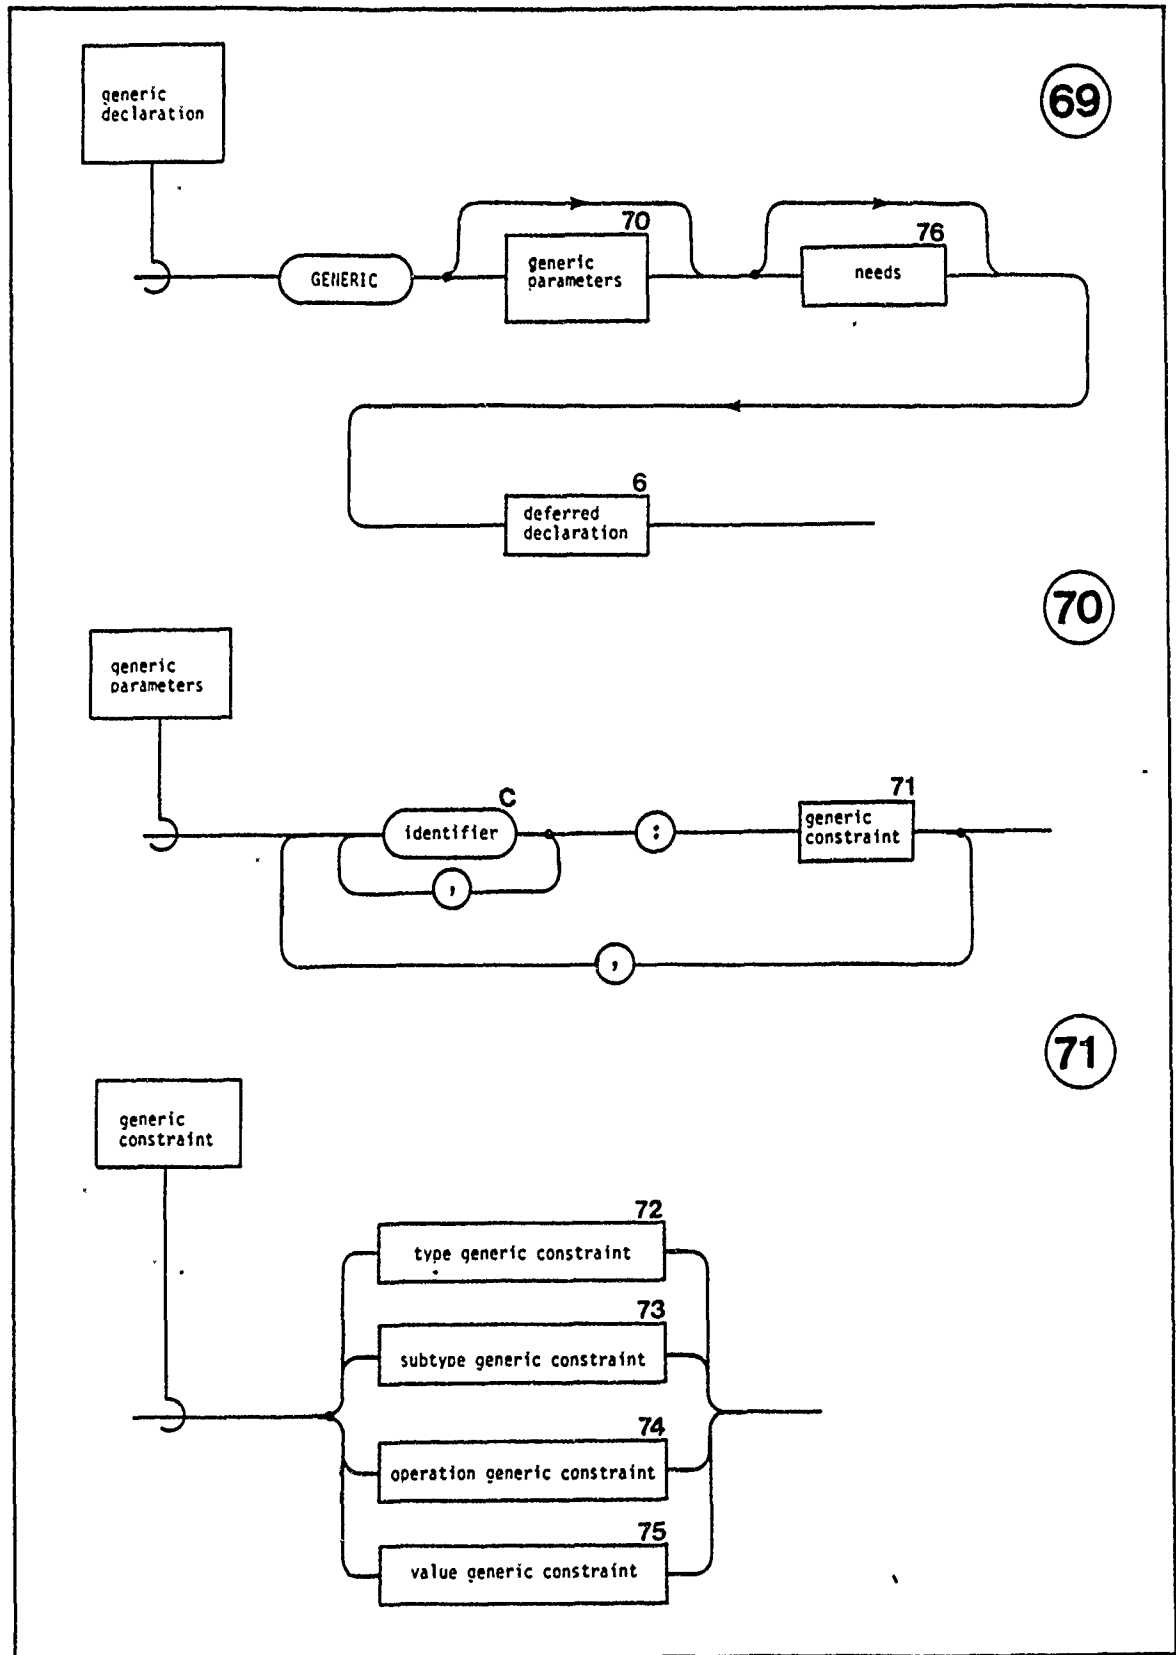 generic
declaration
69
70
76
GENERIC
generic
parameters
needs
6
deferred
declaration
70
generic
parameters
C
71
identifier
:
generic
constraint
,
,
71
generic
constraint
72
type generic constraint
73
subtype generic constraint
74
operation generic constraint
75
value generic constraint